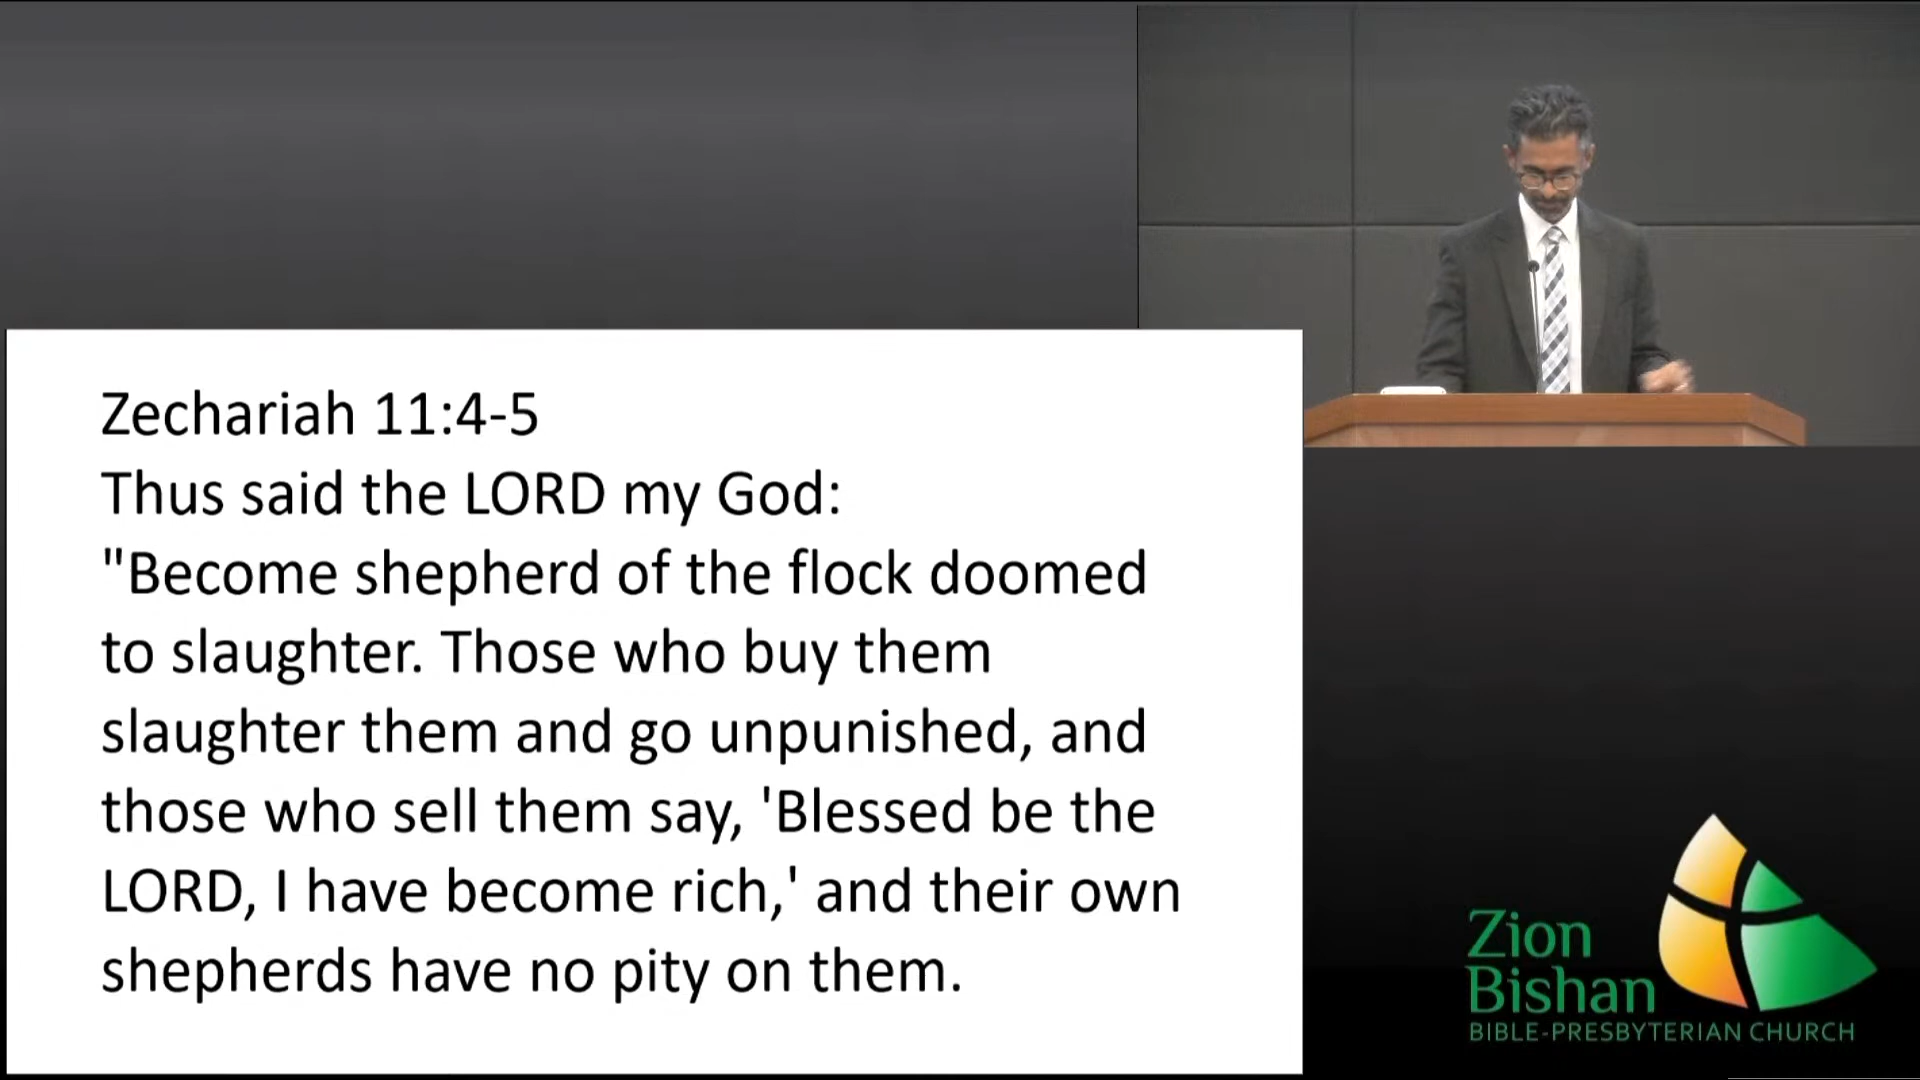 Zechariah 11:4-5
Thus said the LORD my God:
"Become shepherd of the flock doomed
to slaughter. Those who buy them
slaughter them and go unpunished, and
those who sell them say, 'Blessed be the
LORD, I have become rich,' and their own
shepherds have no pity on them.
Zion
Bishan
BIBLE-PRESBYTERIAN CHURCH